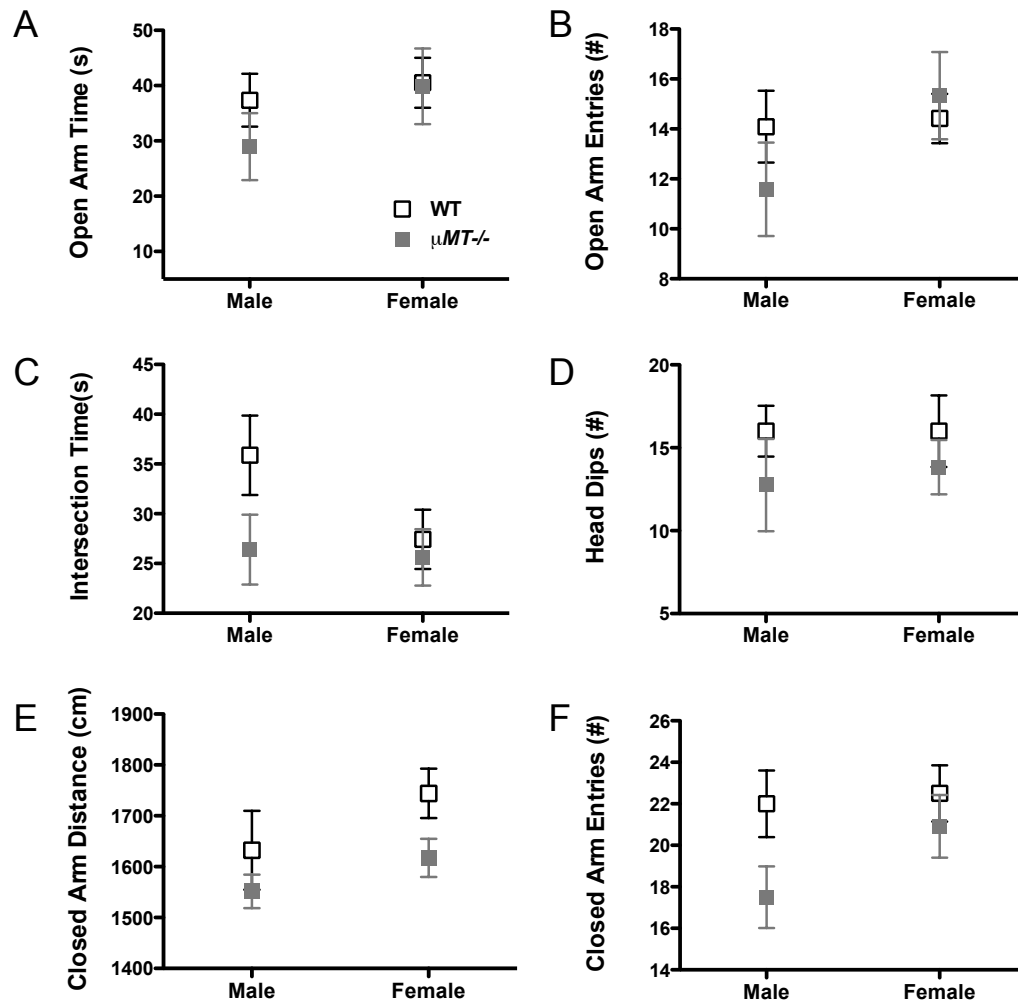 A
Open Arm Time (s)
50
40
30
20
10
WT
μMT-/-
Male
Female
B
Open Arm Entries (#)
18
16
14
12
10
8
Male
Female
C
Intersection Time(s)
45
40
35
30
25
20
Male
Female
D
Head Dips (#)
20
15
10
5
Male
Female
E
Closed Arm Distance (cm)
1900
1800
1700
1600
1500
1400
Male
Female
F
Closed Arm Entries (#)
26
24
22
20
18
16
14
Male
Female